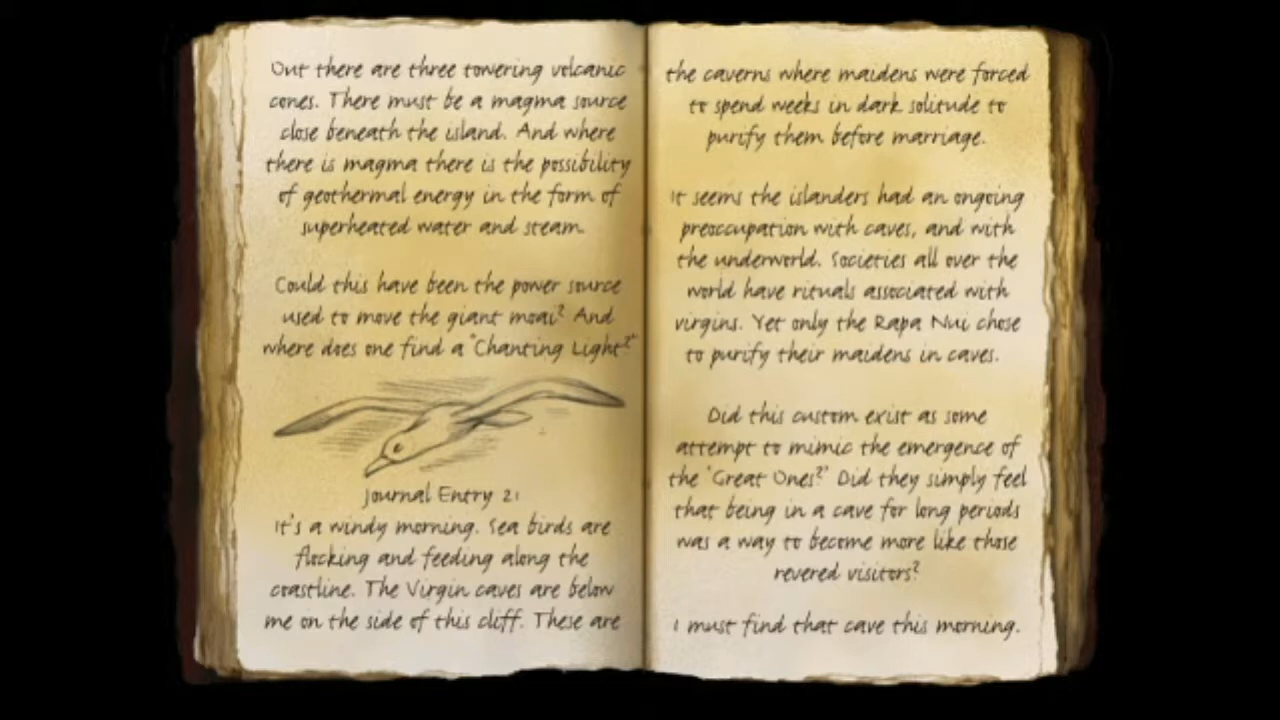 Out there are three towering volcanic
cones. There must be a magma source
close beneath the island. And where
there is magma there is the possibility
of geothermal energy in the form of
superheated water and steam.
Could this have been the power source
used to move the giant moai? And
where does one find a "Chanting Light?"
Journal Entry 21
It's a windy morning. Sea birds are
flocking and feeding along the
coastline. The Virgin caves are below
me on the side of this cliff. These are
the caverns where maidens were forced
to spend weeks in dark solitude to
purify them before marriage.
It seems the islanders had an ongoing
preoccupation with caves, and with
the underworld. Societies all over the
world have rituals associated with
virgins. Yet only the Rapa Nui chose
to purify their maidens in caves.
Did this custom exist as some
attempt to mimic the emergence of
the "Great Ones?" Did they simply feel
that being in a cave for long periods
was a way to become more like those
revered visitors?
I must find that cave this morning.